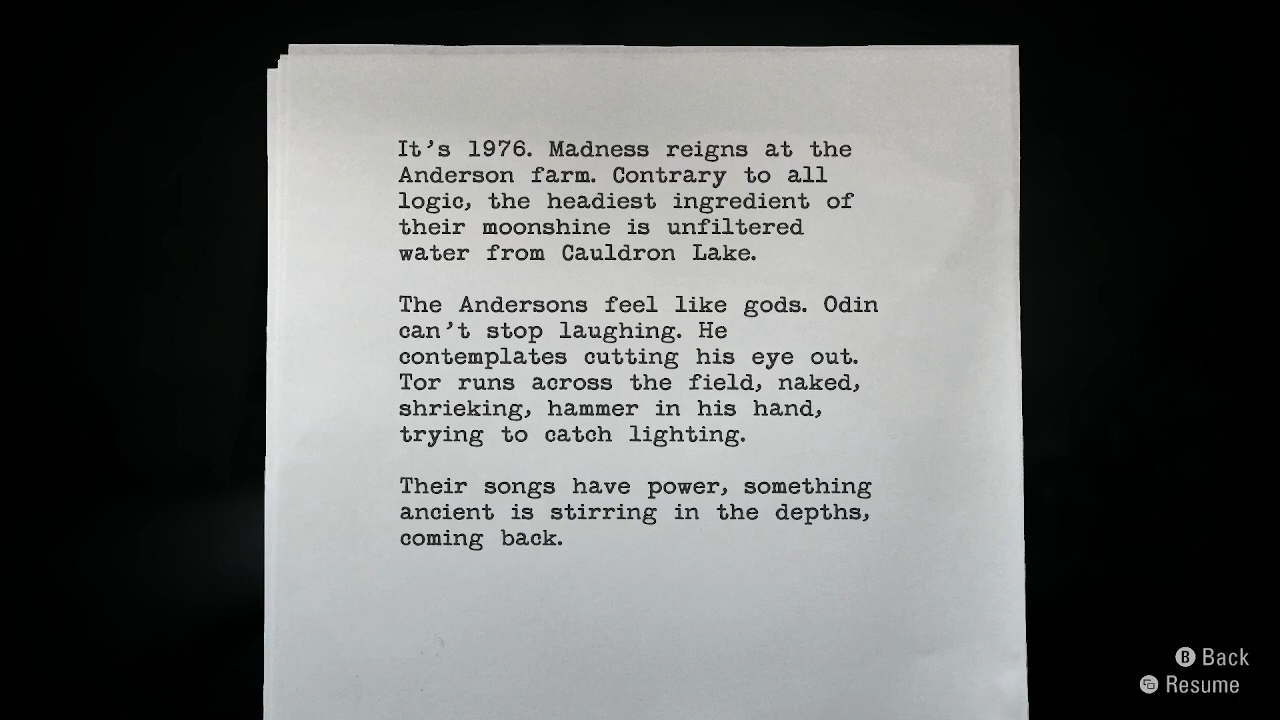 It's 1976. Madness reigns at the
Anderson farm. Contrary to all
logic, the headiest ingredient of
their moonshine is unfiltered
water from Cauldron Lake.
The Andersons feel like gods. Odin
can't stop laughing. He
contemplates cutting his eye out.
Tor runs across the field, naked,
shrieking, hammer in his hand,
trying to catch lighting.
Their songs have power, something
ancient is stirring in the depths,
coming back.
B Back
Resume